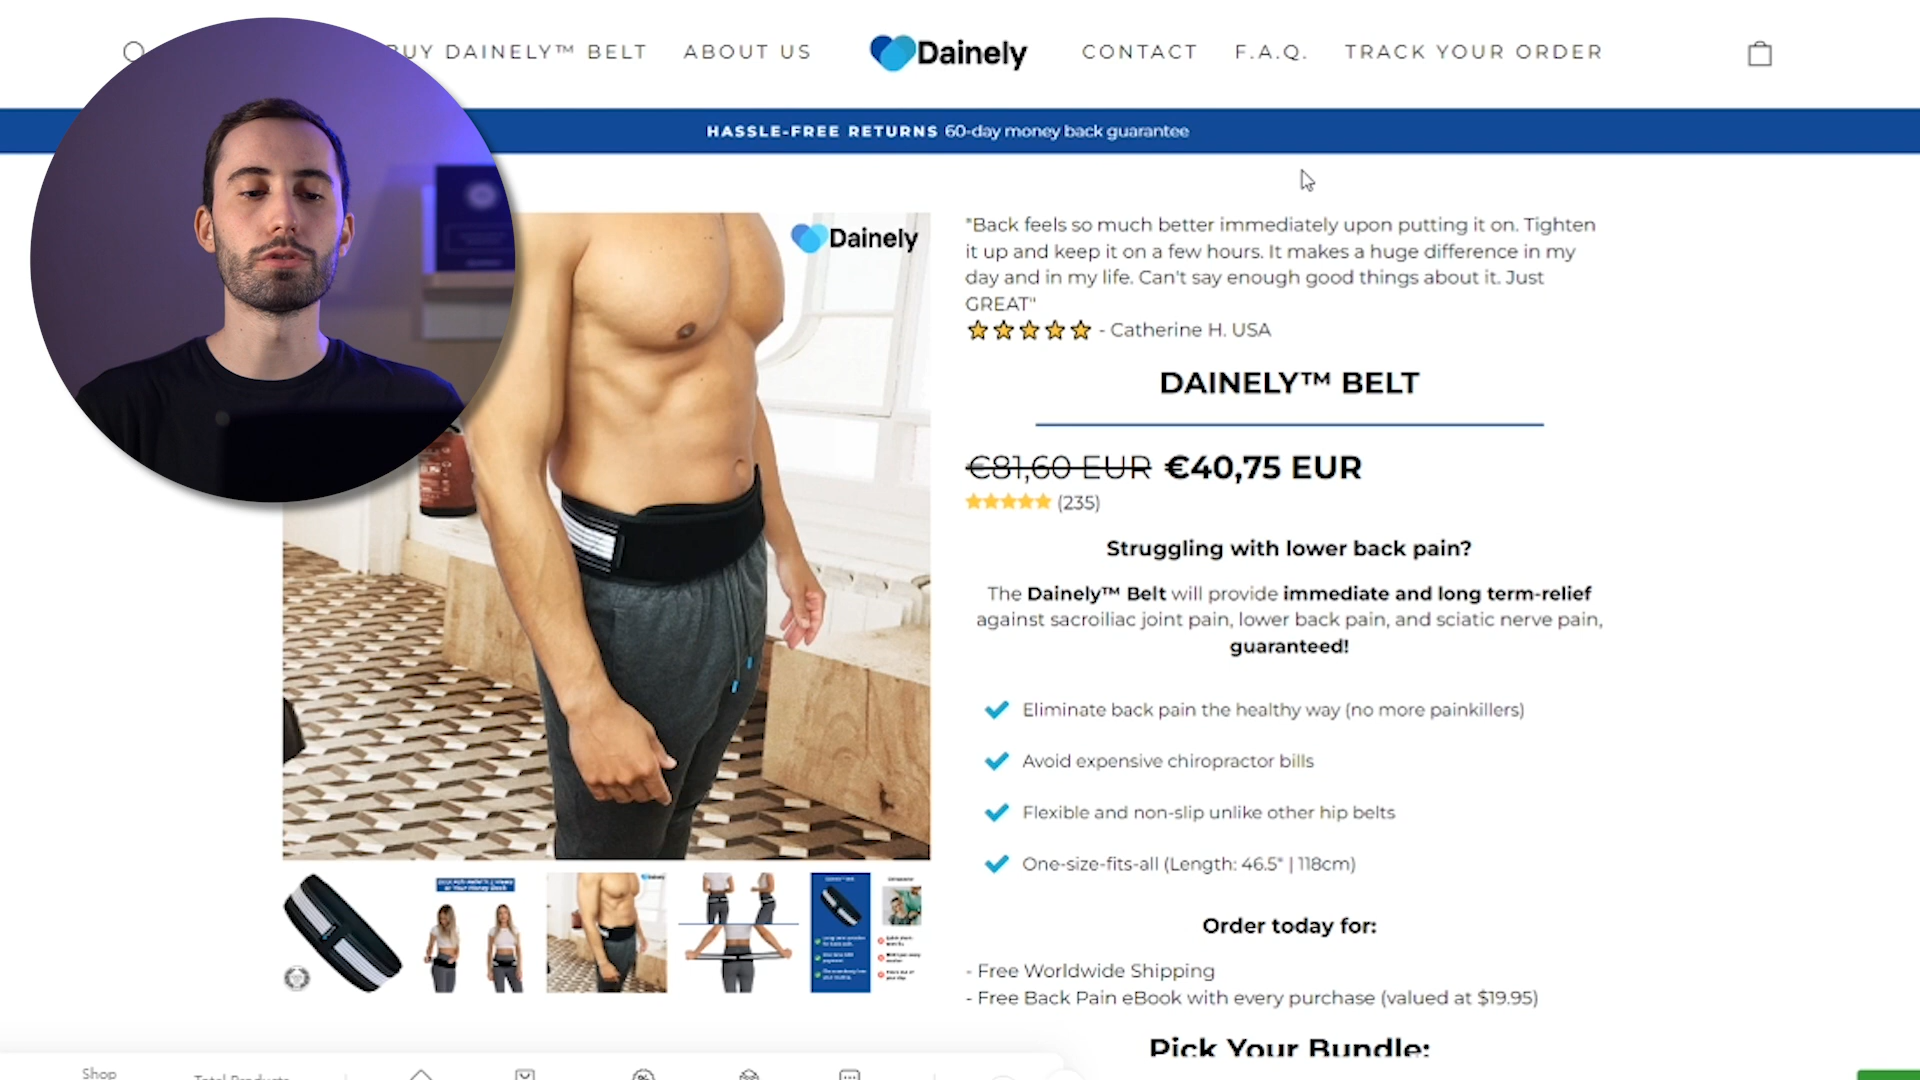 BUY DAINELY™ BELT
ABOUT US
Dainely
CONTACT
F.A.Q.
TRACK YOUR ORDER
HASSLE-FREE RETURNS 60-day money back guarantee
Dainely
"Back feels so much better immediately upon putting it on. Tighten
it up and keep it on a few hours. It makes a huge difference in my
day and in my life. Can't say enough good things about it. Just
GREAT"
- Catherine H. USA
DAINELY™ BELT
€81,60 EUR €40,75 EUR
(235)
Struggling with lower back pain?
The Dainely™ Belt will provide immediate and long term-relief
against sacroiliac joint pain, lower back pain, and sciatic nerve pain,
guaranteed!
Eliminate back pain the healthy way (no more painkillers)
Avoid expensive chiropractor bills
Flexible and non-slip unlike other hip belts
One-size-fits-all (Length: 46.5" | 118cm)
Order today for:
- Free Worldwide Shipping
- Free Back Pain eBook with every purchase (valued at $19.95)
Pick Your Bundle:
Shop
Total Products